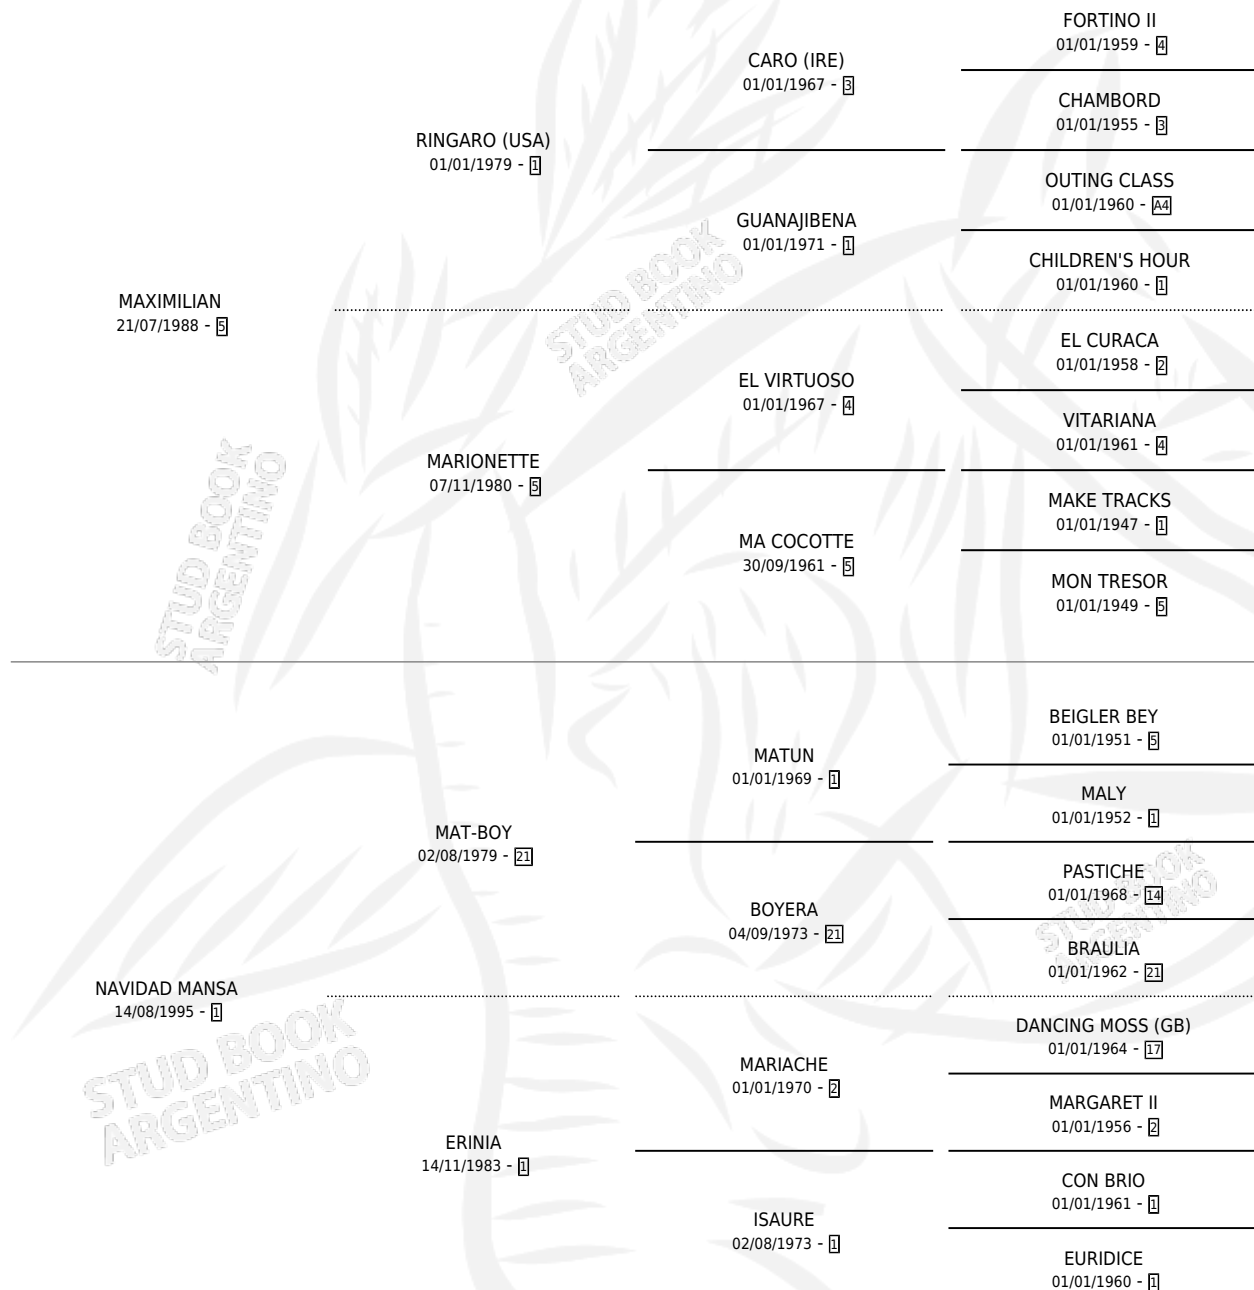 FORTINO II
01/01/1959 - 4
CARO (IRE)
01/01/1967 - 3
CHAMBORD
01/01/1955 - 3
RINGARO (USA)
01/01/1979 - 1
OUTING CLASS
01/01/1960 - A4
GUANAJIBENA
01/01/1971 - 1
CHILDREN'S HOUR
01/01/1960 - 1
MAXIMILIAN
21/07/1988 - 5
EL CURACA
01/01/1958 - 2
EL VIRTUOSO
01/01/1967 - 4
VITARIANA
01/01/1961 - 4
MARIONETTE
07/11/1980 - 5
MAKE TRACKS
01/01/1947 - 1
MA COCOTTE
30/09/1961 - 5
MON TRESOR
01/01/1949 - 5
BEIGLER BEY
01/01/1951 - 5
MATUN
01/01/1969 - 1
MALY
01/01/1952 - 1
MAT-BOY
02/08/1979 - 21
PASTICHE
01/01/1968 - 14
BOYERA
04/09/1973 - 21
BRAULIA
01/01/1962 - 21
NAVIDAD MANSA
14/08/1995 - 1
DANCING MOSS (GB)
01/01/1964 - 17
MARIACHE
01/01/1970 - 2
MARGARET II
01/01/1956 - 2
ERINIA
14/11/1983 - 1
CON BRIO
01/01/1961 - 1
ISAURE
02/08/1973 - 1
EURIDICE
01/01/1960 - 1
STUD BOOK
ARGENTINO
STUD BOOK
ARGENTINO
STUD BOOK
ARGENTINO
STUD BOOK
ARGENTINO